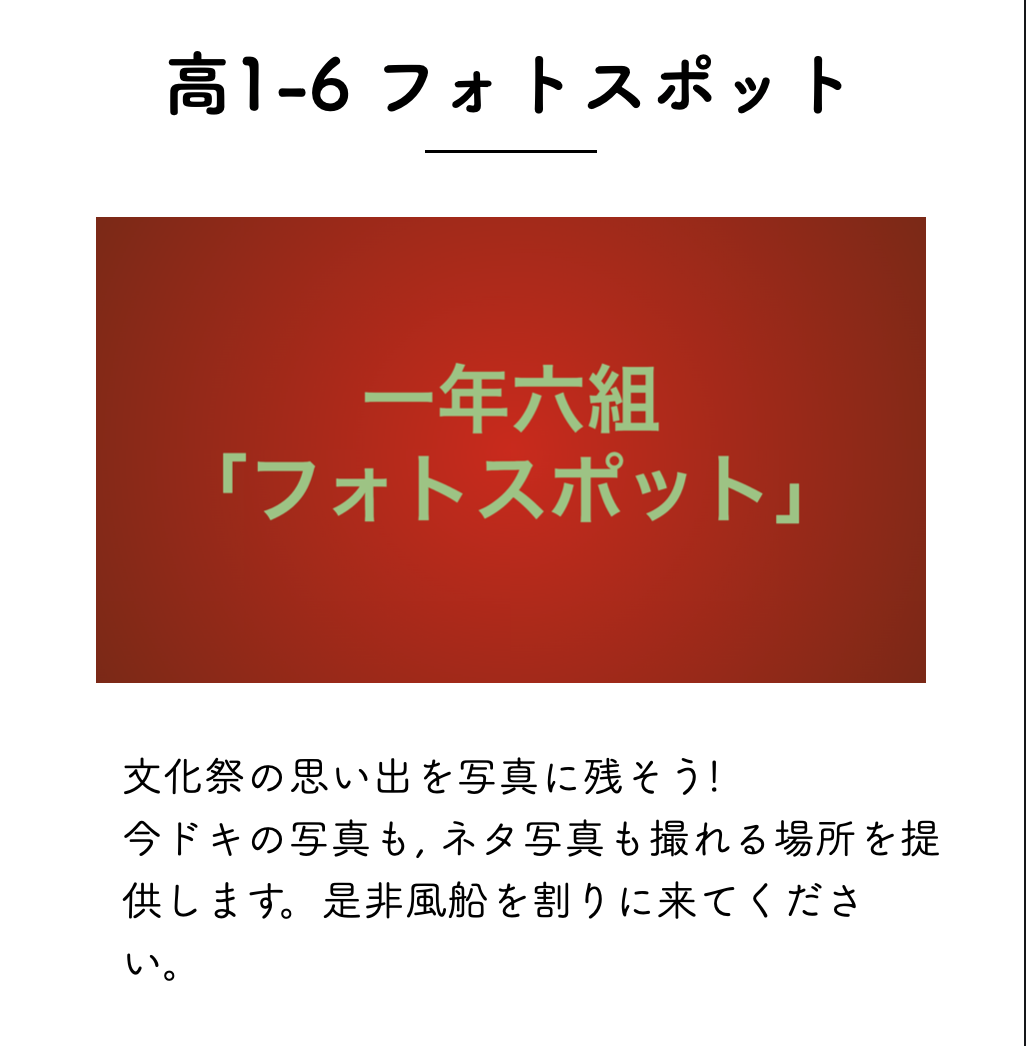 高1-6 フォトスポット
一年六組
「フォトスポット」
文化祭の思い出を写真に残そう!
今ドキの写真も, ネタ写真も撮れる場所を提
供します。是非風船を割りに来てくださ
い。